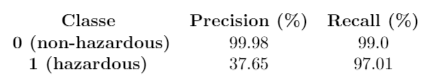 Classe Precision (%) Recall (%)
0 (non-hazardous) 99.98 99.0
1 (hazardous) 37.65 97.01